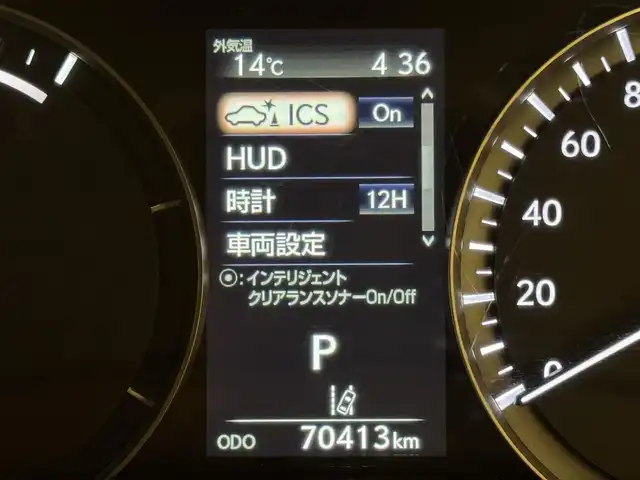 外気温
14℃ 4 36
ICS On
HUD
時計 12H
車両設定
⦿:インテリジェント
クリアランスソナーOn/Off
P
ODO 70413km
8
60
40
20
0